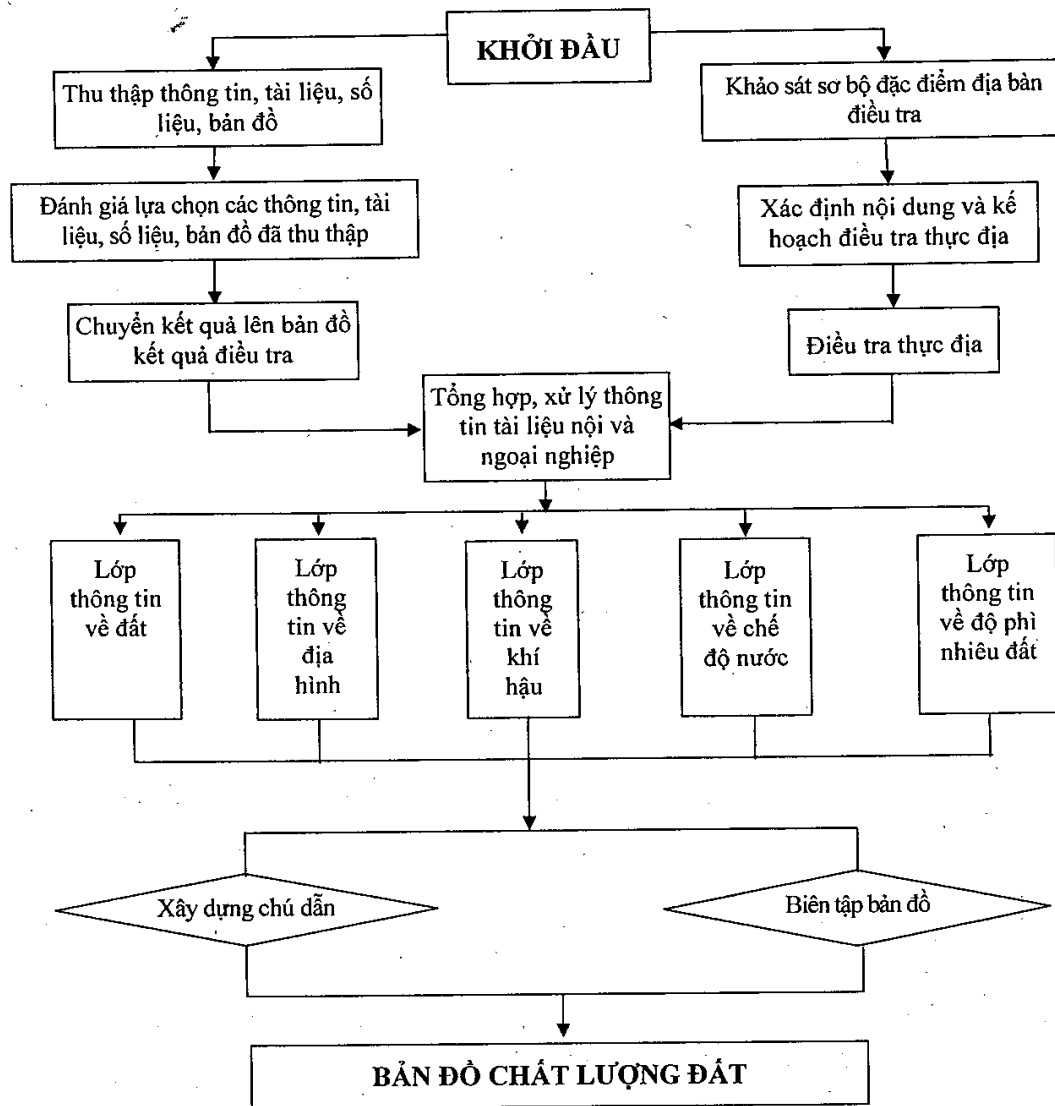 KHỞI ĐẦU
Thu thập thông tin, tài liệu, số
liệu, bản đồ
Khảo sát sơ bộ đặc điểm địa bàn
điều tra
Đánh giá lựa chọn các thông tin, tài
liệu, số liệu, bản đồ đã thu thập
Xác định nội dung và kế
hoạch điều tra thực địa
Chuyển kết quả lên bản đồ
kết quả điều tra
Điều tra thực địa
Tổng hợp, xử lý thông
tin tài liệu nội và
ngoại nghiệp
Lớp
thông tin
về đất
Lớp
thông
tin về
địa
hình
Lớp
thông
tin về
khí
hậu
Lớp
thông tin
về chế
độ nước
Lớp
thông tin
về độ phì
nhiêu đất
Xây dựng chú dẫn
Biên tập bản đồ
BẢN ĐỒ CHẤT LƯỢNG ĐẤT